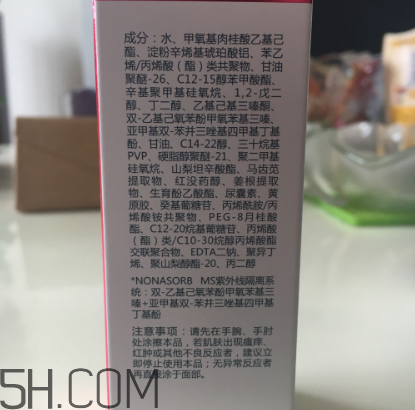 成分：水、甲氧基肉桂酸乙基己
酯、淀粉辛烯基琥珀酸铝、苯乙
烯/丙烯酸（酯）类共聚物、甘油
聚醚-26、C12-15醇苯甲酸酯、
辛基聚甲基硅氧烷、1,2-戊二
醇、丁二醇、乙基己基三嗪酮、
双-乙基己氧苯酚甲氧苯基三嗪、
亚甲基双-苯并三唑基四甲基丁基
酚、甘油、C14-22醇、三十烷基
PVP、硬脂醇聚醚-21、聚二甲基
硅氧烷、山梨坦辛酸酯、马齿苋
提取物、红没药醇、姜根提取
物、生育酚乙酸酯、尿囊素、黄
原胶、癸基葡糖苷、丙烯酰胺/丙
烯酸铵共聚物、PEG-8月桂酸
酯、C12-20烷基葡糖苷、丙烯酸
（酯）类/C10-30烷醇丙烯酸酯
交联聚合物、EDTA二钠、聚异丁
烯、聚山梨醇酯-20、丙二醇
*NONASORB MS紫外线隔离系
统：双-乙基己氧苯酚甲氧苯基三
嗪+亚甲基双-苯并三唑基四甲基
丁基酚
注意事项：请先在手腕、手肘
处涂擦本品，若肌肤出现瘙痒、
红肿或其他不良反应者，建议立
即停止使用本品；无异常反应者
再直接涂于面部。
5H.COM